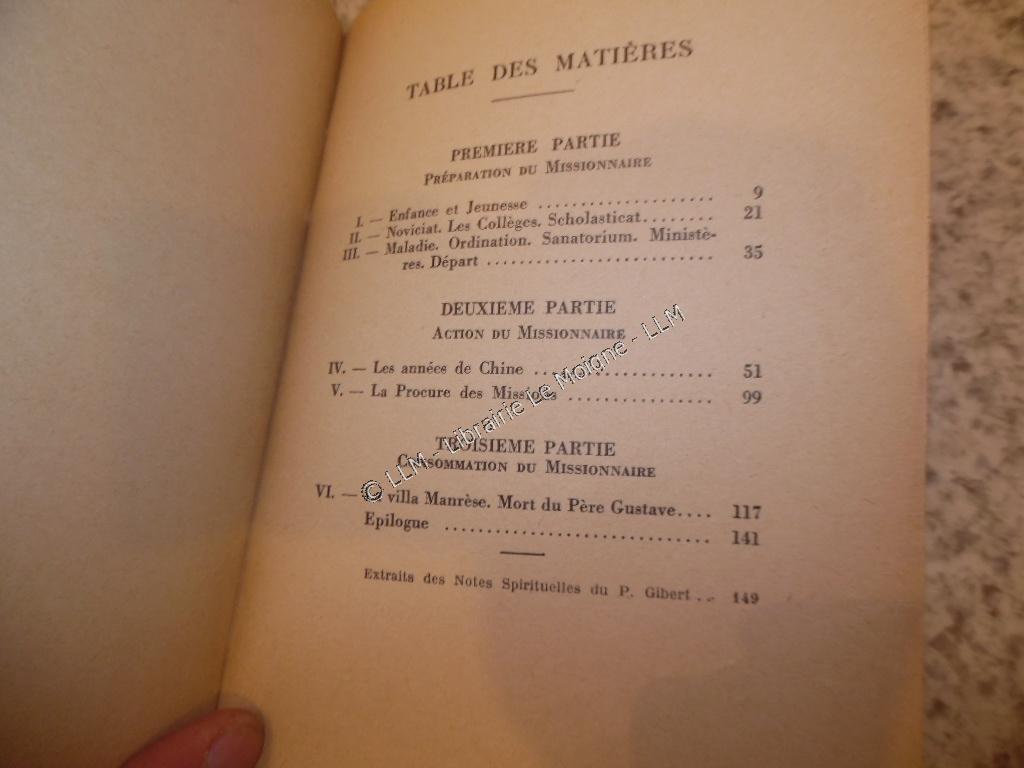 TABLE DES MATIÈRES
PREMIERE PARTIE
PRÉPARATION DU MISSIONNAIRE
I. — Enfance et Jeunesse .................... 9
II. — Noviciat. Les Collèges. Scholasticat........ 21
III. — Maladie. Ordination. Sanatorium. Ministè-
res. Départ .......................... 35
DEUXIEME PARTIE
ACTION DU MISSIONNAIRE
IV. — Les années de Chine .................... 51
V. — La Procure des Missions ................ 99
TROISIEME PARTIE
CONSOMMATION DU MISSIONNAIRE
VI. — La villa Manrèse. Mort du Père Gustave.... 117
Epilogue .............................. 141
Extraits des Notes Spirituelles du P. Gibert ... 149
© LLM - Librairie Le Moigne - LLM